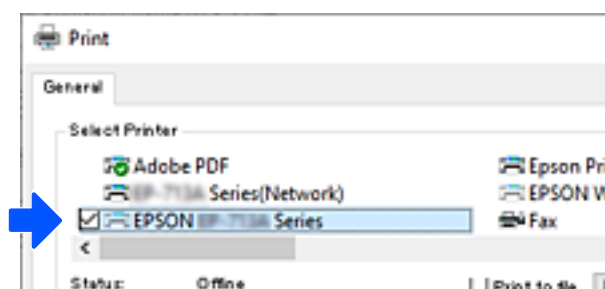 Print
General
Select Printer
Adobe PDF
Epson Pri
Series(Network)
EPSON W
EPSON Series
Fax
Status: Offline
Print to file